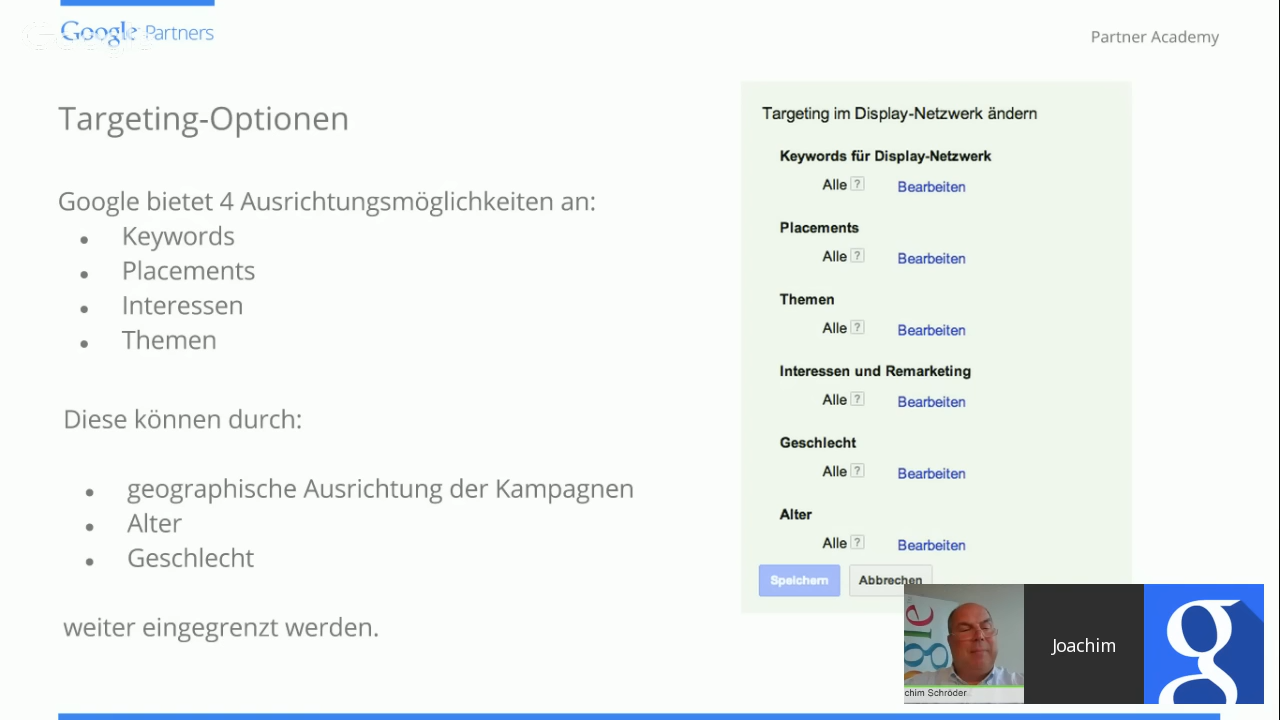 Google Partners
Partner Academy
Targeting-Optionen
Google bietet 4 Ausrichtungsmöglichkeiten an:
Keywords
Placements
Interessen
Themen
Diese können durch:
geographische Ausrichtung der Kampagnen
Alter
Geschlecht
weiter eingegrenzt werden.
Targeting im Display-Netzwerk ändern
Keywords für Display-Netzwerk
Alle ? Bearbeiten
Placements
Alle ? Bearbeiten
Themen
Alle ? Bearbeiten
Interessen und Remarketing
Alle ? Bearbeiten
Geschlecht
Alle ? Bearbeiten
Alter
Alle ? Bearbeiten
Speichern Abbrechen
gle
chim Schröder
Joachim
g